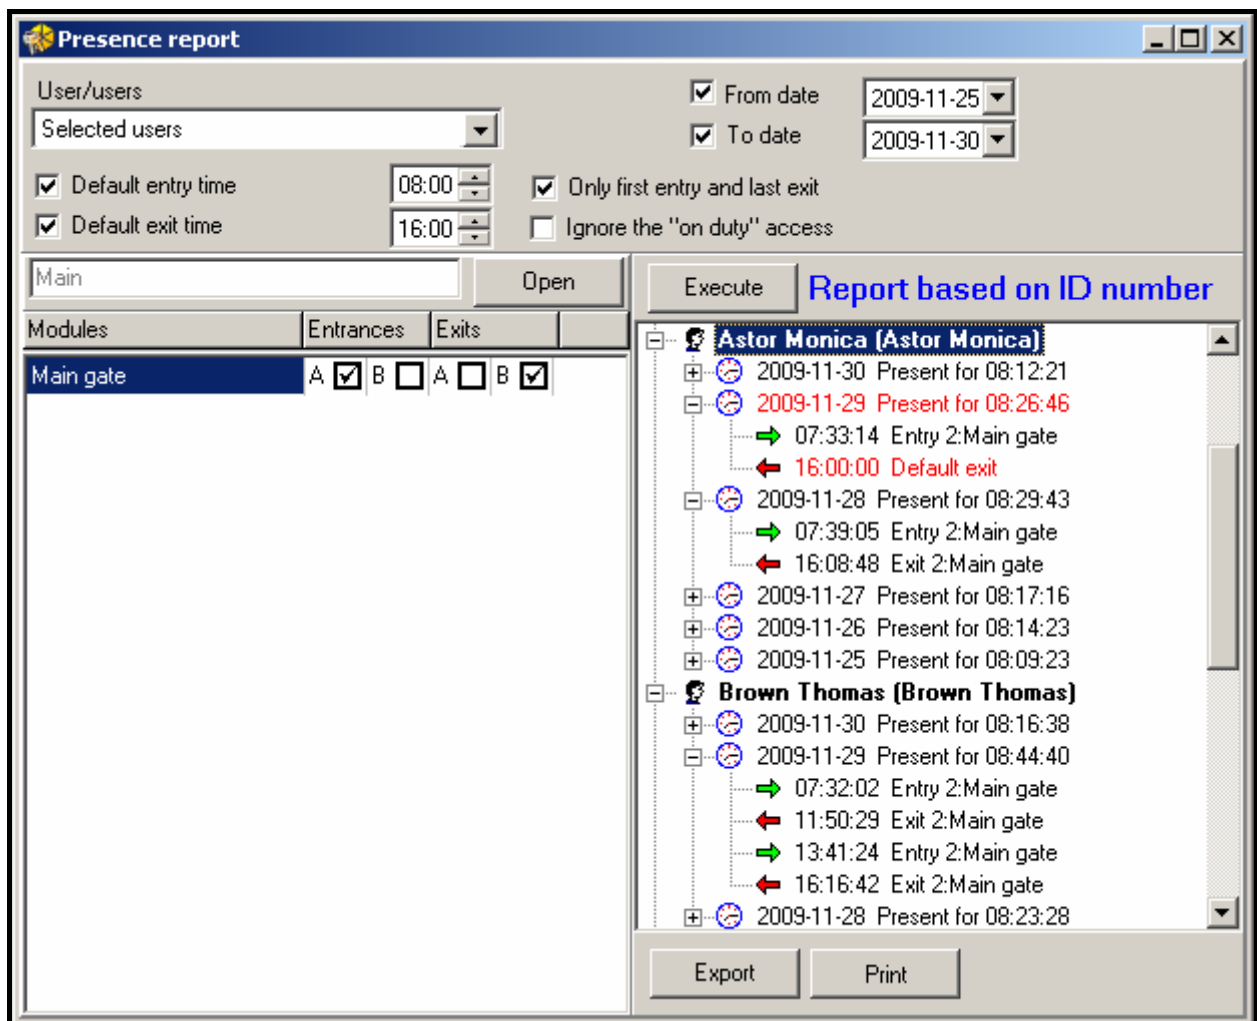 Presence report
User/users
Selected users
From date 2009-11-25
To date 2009-11-30
Default entry time 08:00
Only first entry and last exit
Default exit time 16:00
Ignore the "on duty" access
Main
Open
Modules Entrances Exits
Main gate A B A B
Execute
Report based on ID number
Astor Monica (Astor Monica)
2009-11-30 Present for 08:12:21
2009-11-29 Present for 08:26:46
07:33:14 Entry 2:Main gate
16:00:00 Default exit
2009-11-28 Present for 08:29:43
07:39:05 Entry 2:Main gate
16:08:48 Exit 2:Main gate
2009-11-27 Present for 08:17:16
2009-11-26 Present for 08:14:23
2009-11-25 Present for 08:09:23
Brown Thomas (Brown Thomas)
2009-11-30 Present for 08:16:38
2009-11-29 Present for 08:44:40
07:32:02 Entry 2:Main gate
11:50:29 Exit 2:Main gate
13:41:24 Entry 2:Main gate
16:16:42 Exit 2:Main gate
2009-11-28 Present for 08:23:28
Export
Print